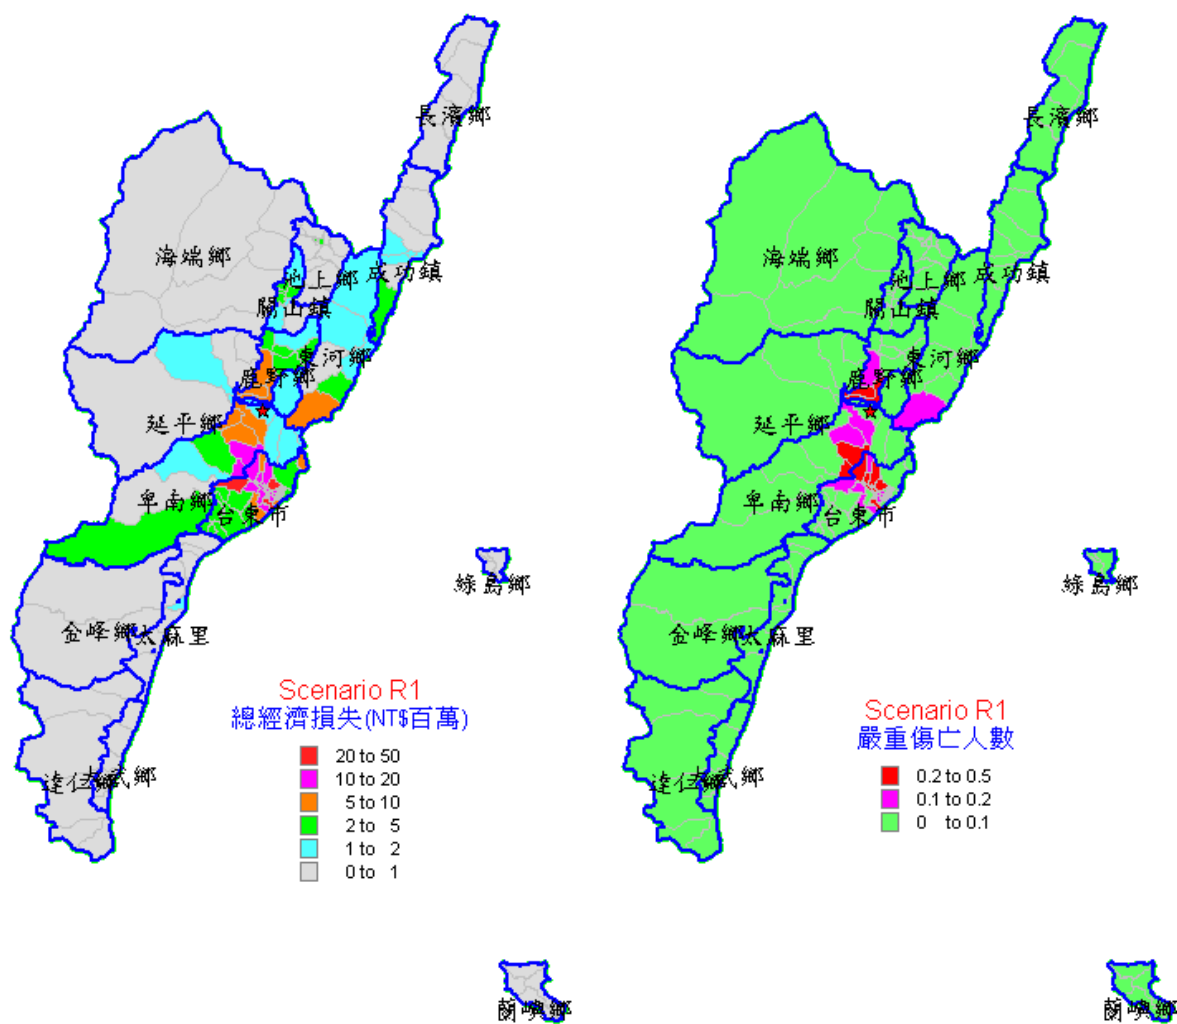 長濱鄉
海端鄉
池上鄉
成功鎮
關山鎮
東河鄉
鹿野鄉
延平鄉
卑南鄉
台東市
綠島鄉
金峰鄉
太麻里
Scenario R1
總經濟損失(NT$百萬)
20 to 50
10 to 20
5 to 10
2 to 5
1 to 2
0 to 1
達仁鄉
大武鄉
蘭嶼鄉
長濱鄉
海端鄉
池上鄉
成功鎮
關山鎮
東河鄉
鹿野鄉
延平鄉
卑南鄉
台東市
綠島鄉
金峰鄉
太麻里
Scenario R1
嚴重傷亡人數
0.2 to 0.5
0.1 to 0.2
0 to 0.1
達仁鄉
大武鄉
蘭嶼鄉